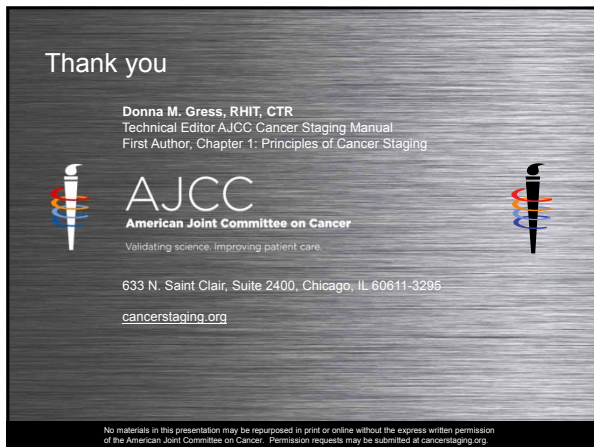 Thank you
Donna M. Gress, RHIT, CTR
Technical Editor AJCC Cancer Staging Manual
First Author, Chapter 1: Principles of Cancer Staging
AJCC
American Joint Committee on Cancer
Validating science. Improving patient care.
633 N. Saint Clair, Suite 2400, Chicago, IL 60611-3295
cancerstaging.org
No materials in this presentation may be repurposed in print or online without the express written permission
of the American Joint Committee on Cancer. Permission requests may be submitted at cancerstaging.org.